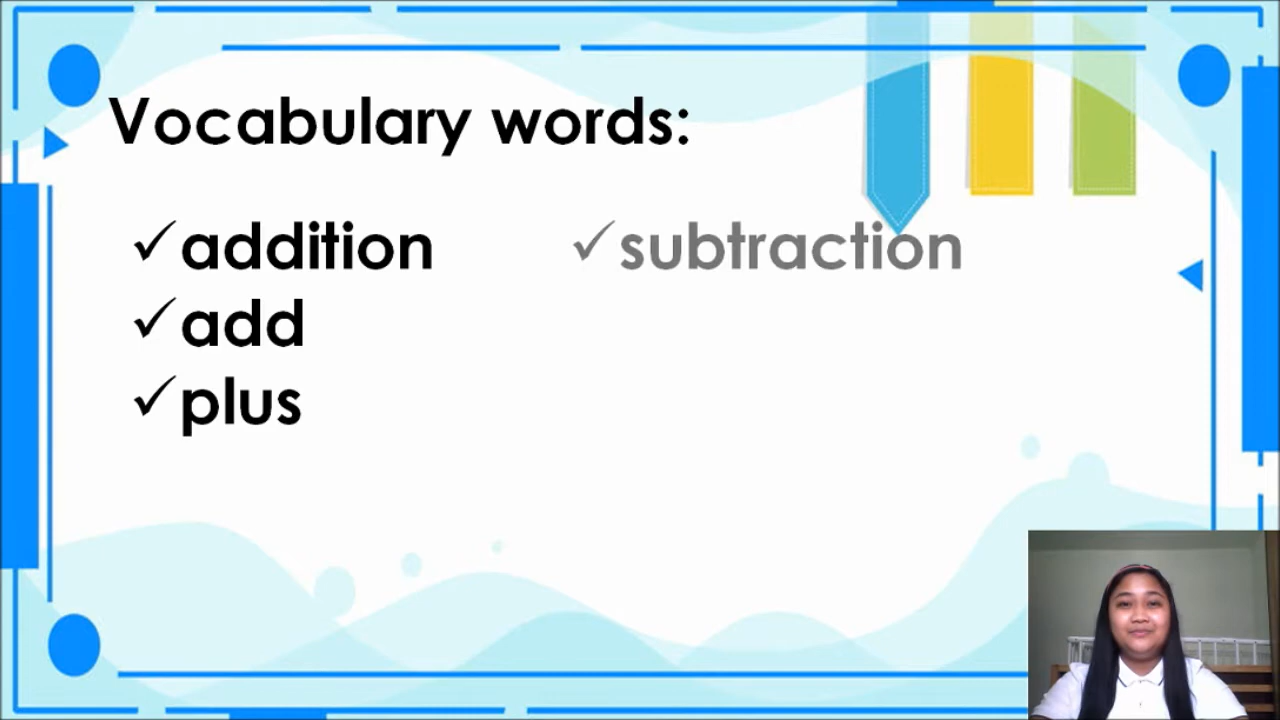 Vocabulary words:
✓addition
✓add
✓plus
✓subtraction